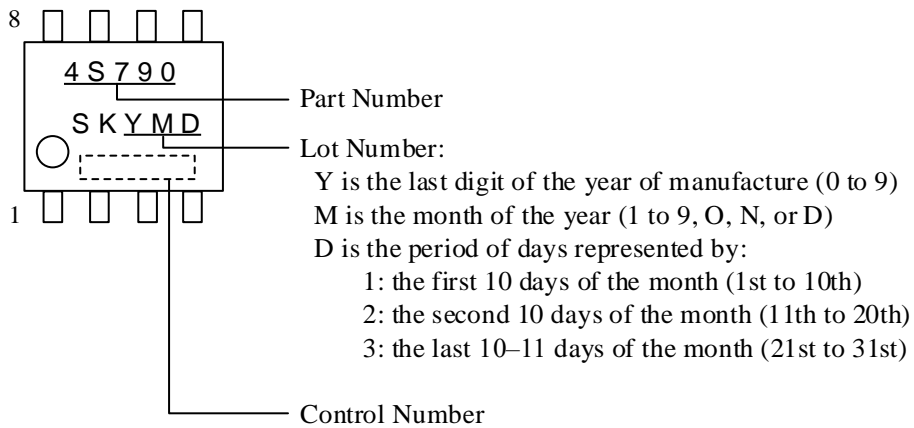 8
4S790
Part Number
SKYMD
Lot Number:
Y is the last digit of the year of manufacture (0 to 9)
M is the month of the year (1 to 9, O, N, or D)
1
D is the period of days represented by:
1: the first 10 days of the month (1st to 10th)
2: the second 10 days of the month (11th to 20th)
3: the last 10–11 days of the month (21st to 31st)
Control Number